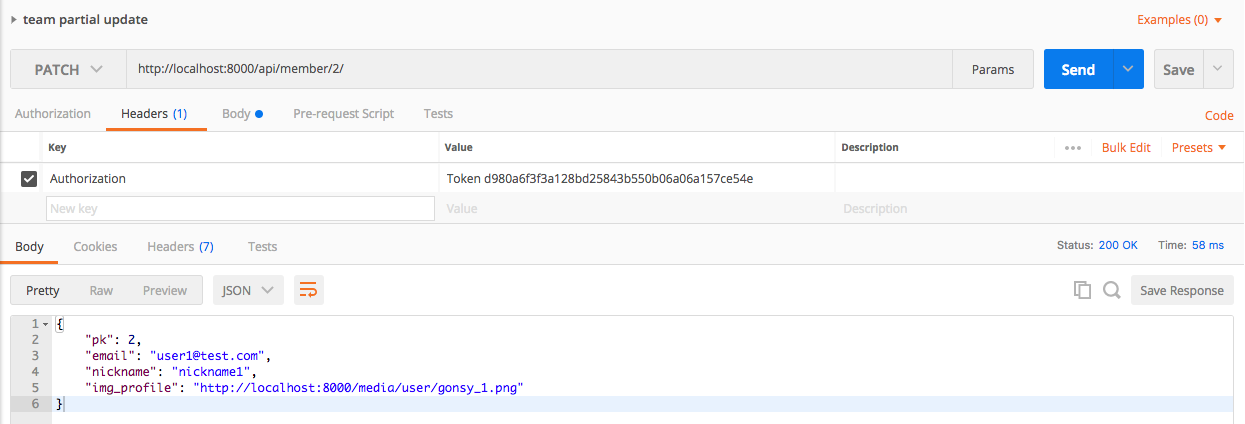 team partial update Examples (0)
PATCH http://localhost:8000/api/member/2/ Params Send Save
Authorization Headers (1) Body Pre-request Script Tests Code
Key Value Description Bulk Edit Presets
Authorization Token d980a6f3f3a128bd25843b550b06a06a157ce54e
New key Value Description
Body Cookies Headers (7) Tests Status: 200 OK Time: 58 ms
Pretty Raw Preview JSON Save Response
1 {
2 "pk": 2,
3 "email": "user1@test.com",
4 "nickname": "nickname1",
5 "img_profile": "http://localhost:8000/media/user/gonsy_1.png"
6 }